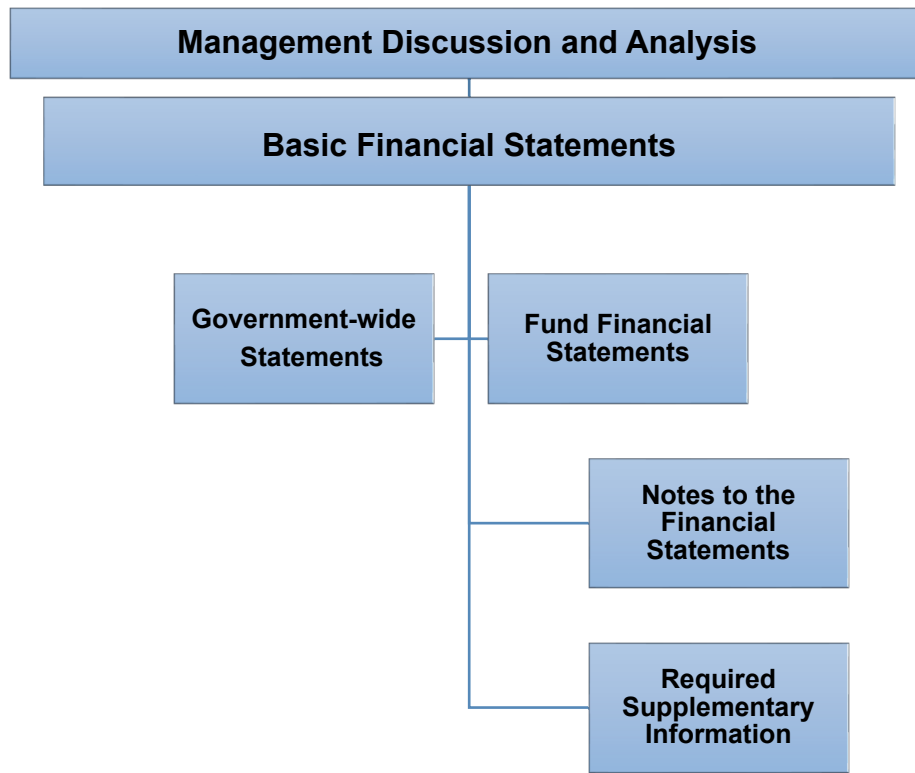 Management Discussion and Analysis
Basic Financial Statements
Government-wide
Statements
Fund Financial
Statements
Notes to the
Financial
Statements
Required
Supplementary
Information